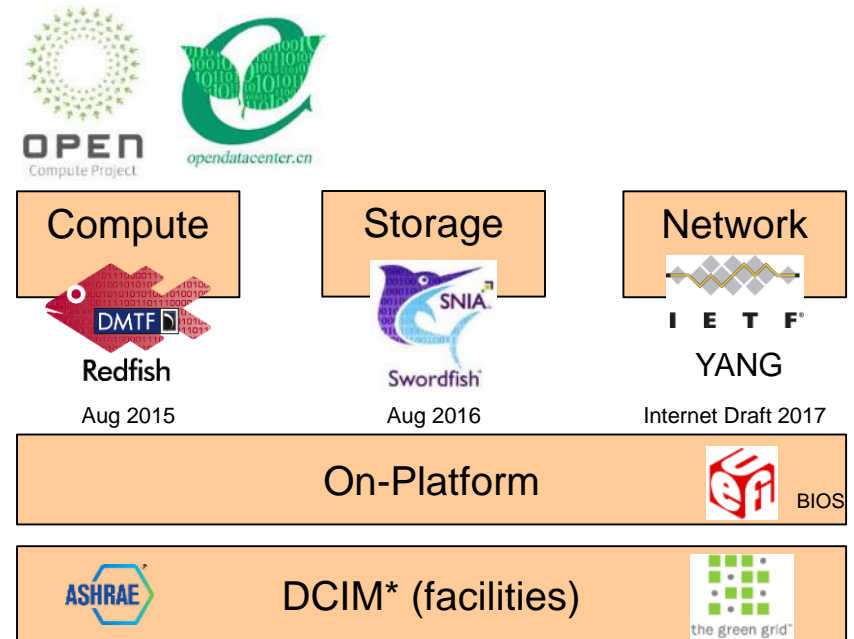 OPEN
Compute Project
opendatacenter.cn
Compute
Storage
Network
DMTF
Redfish
Aug 2015
SNIA
Swordfish
Aug 2016
I E T F®
YANG
Internet Draft 2017
On-Platform
UEFI
BIOS
ASHRAE
DCIM* (facilities)
the green grid